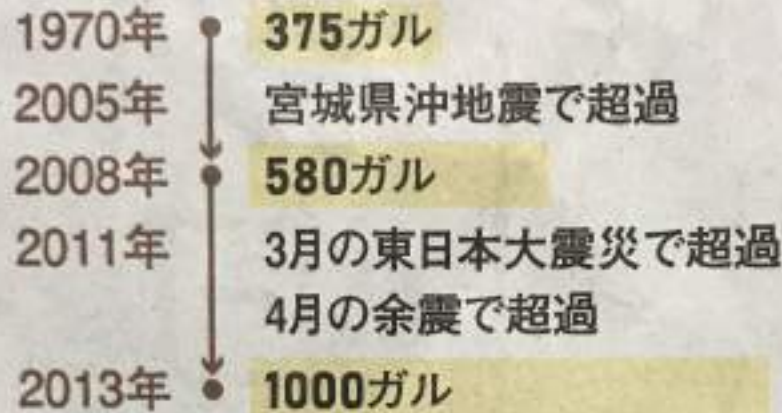 1970年 375ガル
2005年 宮城県沖地震で超過
2008年 580ガル
2011年 3月の東日本大震災で超過
4月の余震で超過
2013年 1000ガル